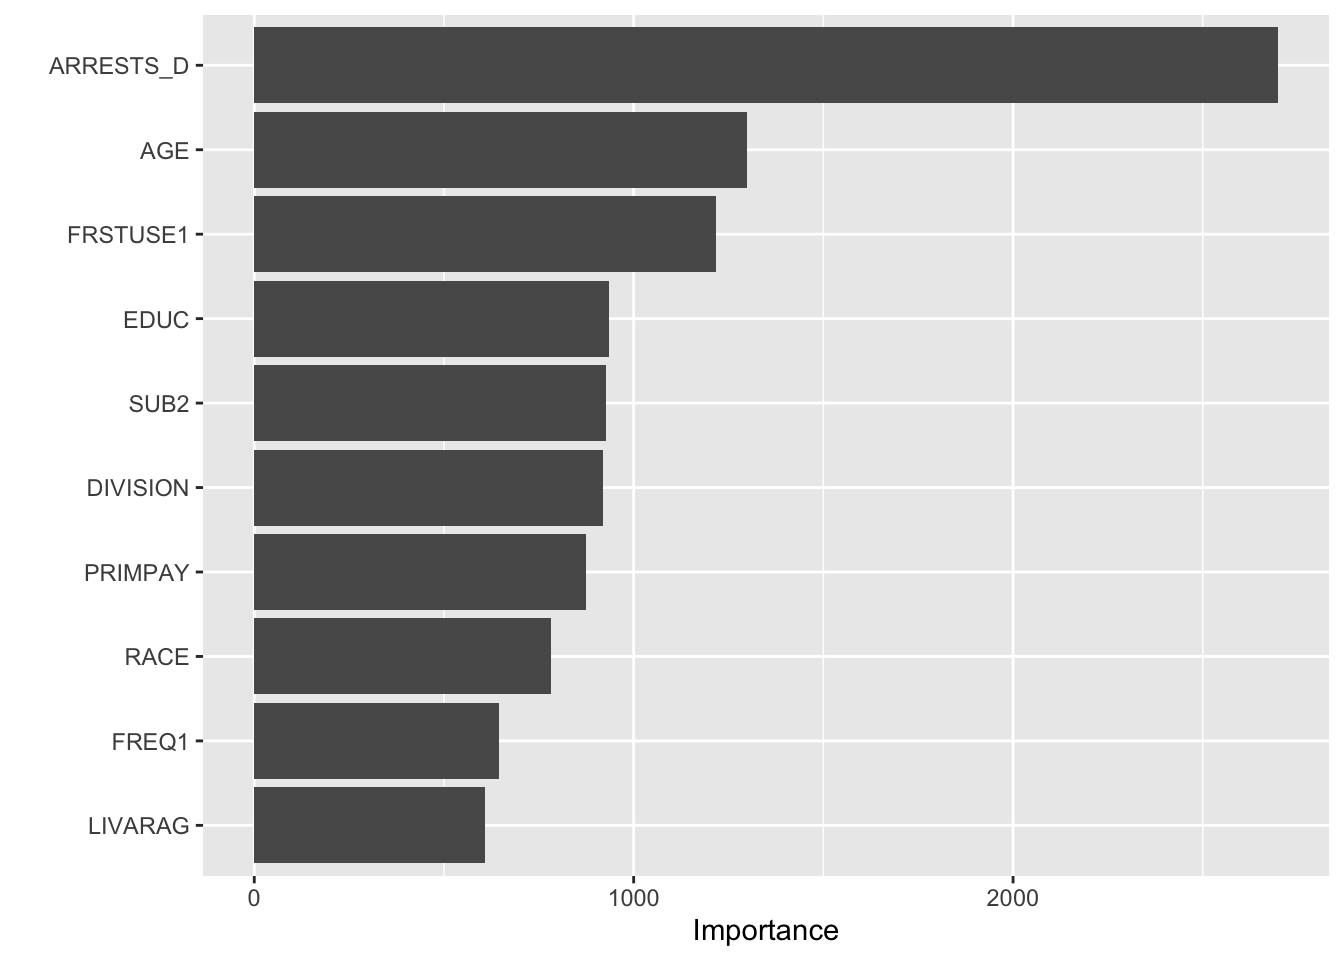 ARRESTS_D
AGE
FRSTUSE1
EDUC
SUB2
DIVISION
PRIMPAY
RACE
FREQ1
LIVARAG
0 1000 2000
Importance